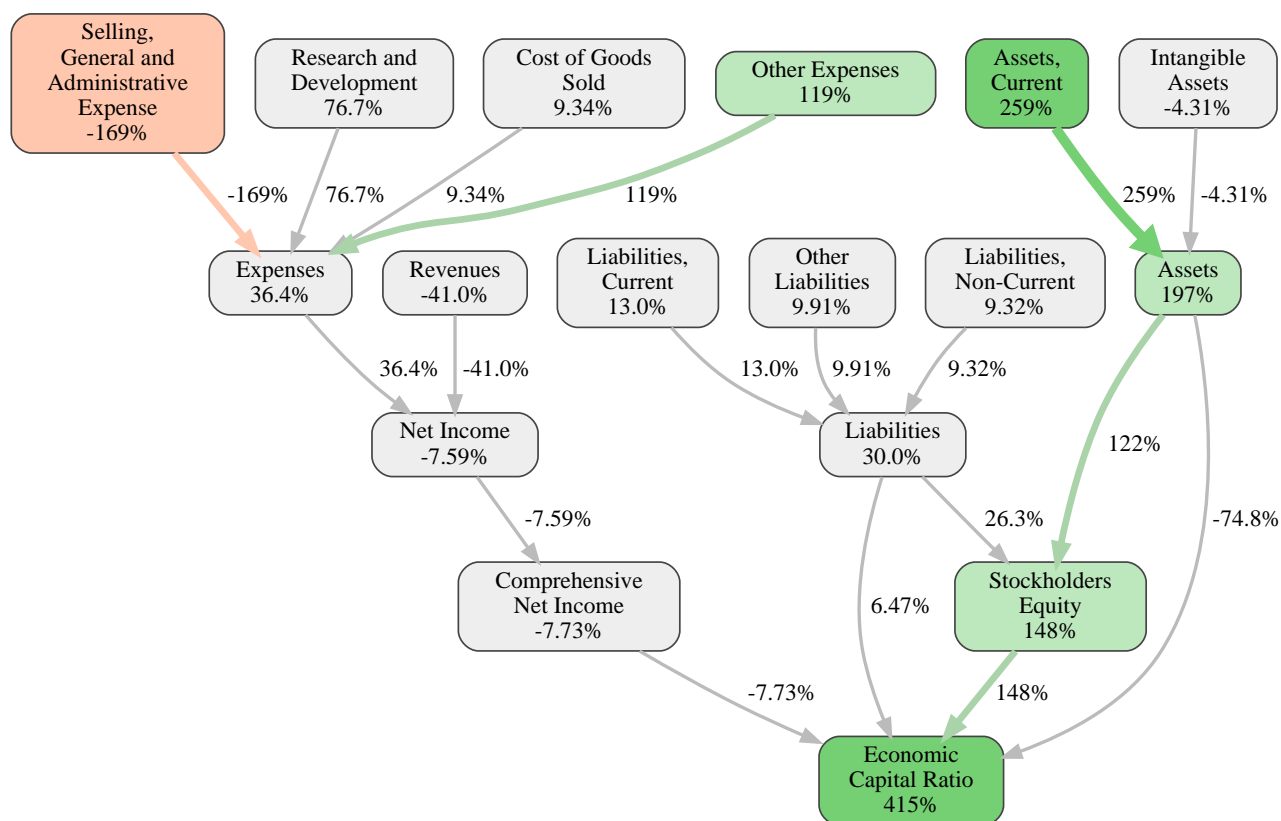 Selling,
General and
Administrative
Expense
-169%
Research and
Development
76.7%
Cost of Goods
Sold
9.34%
Other Expenses
119%
Assets,
Current
259%
Intangible
Assets
-4.31%
-169%
76.7%
9.34%
119%
259%
-4.31%
Expenses
36.4%
Revenues
-41.0%
Liabilities,
Current
13.0%
Other
Liabilities
9.91%
Liabilities,
Non-Current
9.32%
Assets
197%
36.4%
-41.0%
13.0%
9.91%
9.32%
Net Income
-7.59%
Liabilities
30.0%
122%
-7.59%
26.3%
-74.8%
Comprehensive
Net Income
-7.73%
6.47%
Stockholders
Equity
148%
-7.73%
148%
Economic
Capital Ratio
415%